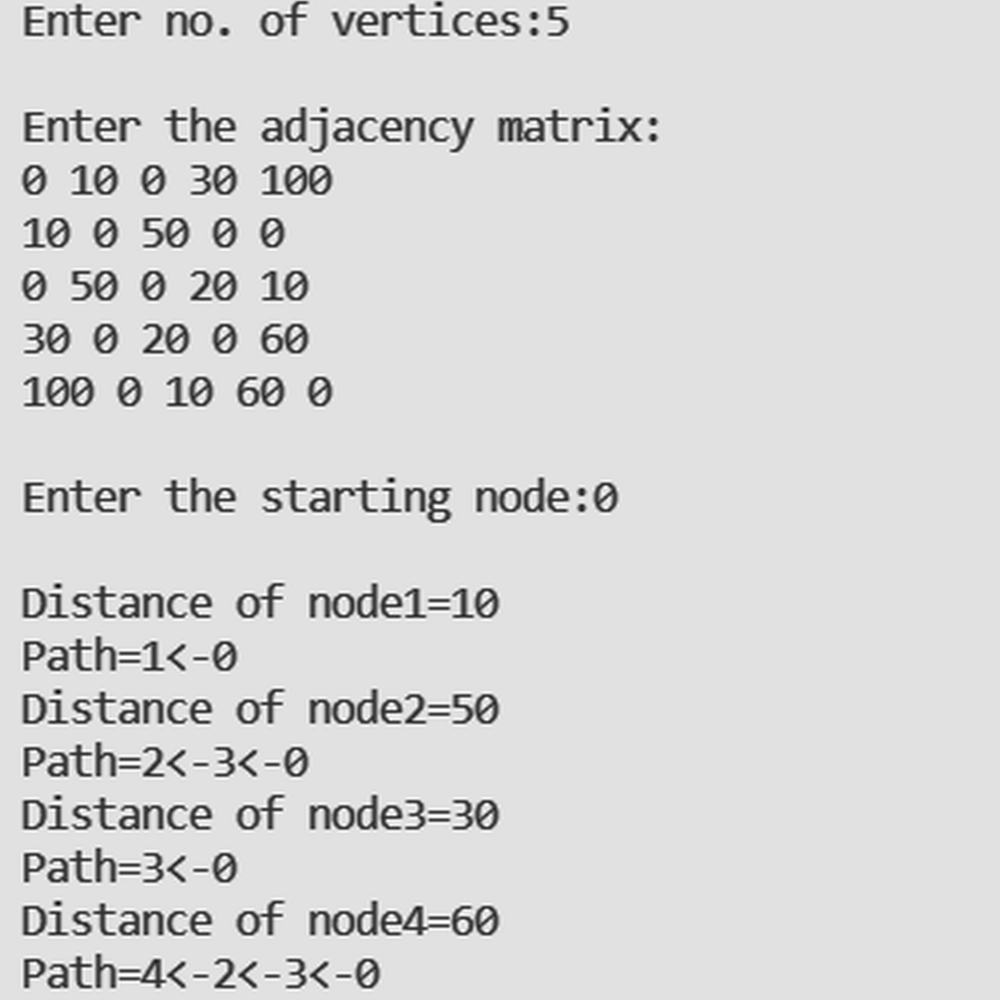 Enter no. of vertices:5
Enter the adjacency matrix:
0 10 0 30 100
10 0 50 0 0
0 50 0 20 10
30 0 20 0 60
100 0 10 60 0
Enter the starting node:0
Distance of node1=10
Path=1<-0
Distance of node2=50
Path=2<-3<-0
Distance of node3=30
Path=3<-0
Distance of node4=60
Path=4<-2<-3<-0